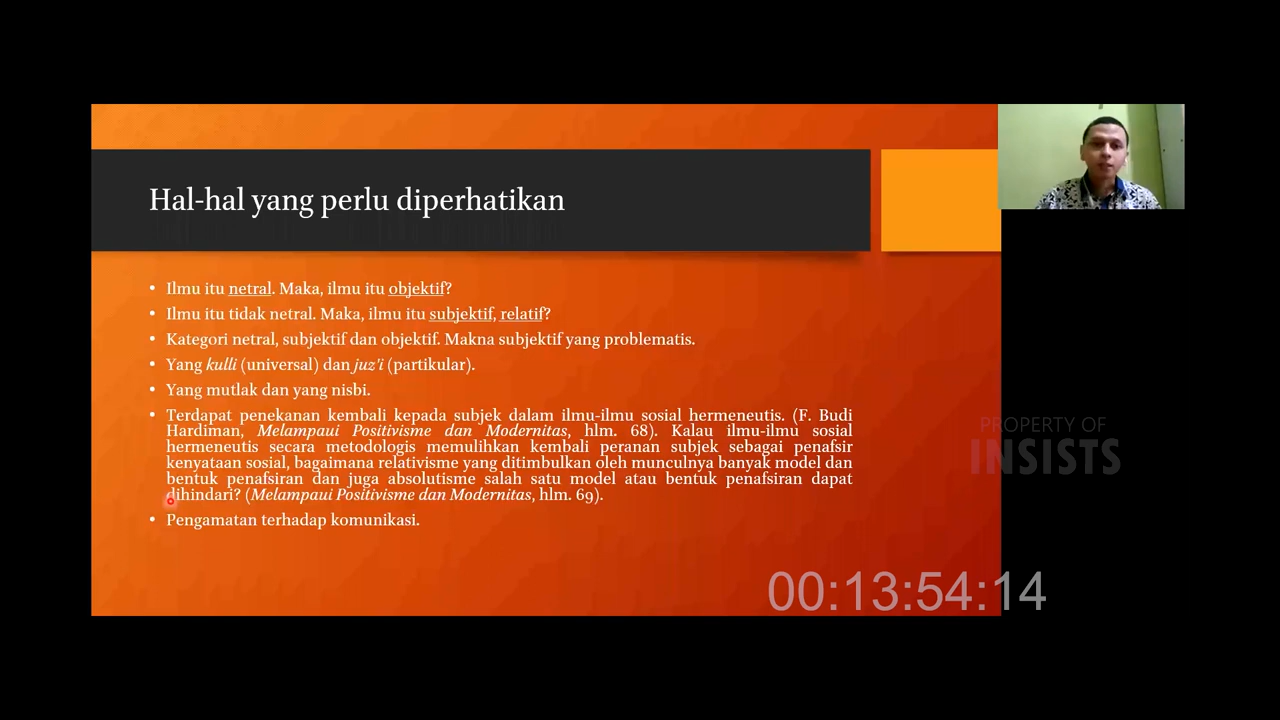 Hal-hal yang perlu diperhatikan
• Ilmu itu netral. Maka, ilmu itu objektif?
• Ilmu itu tidak netral. Maka, ilmu itu subjektif, relatif?
• Kategori netral, subjektif dan objektif. Makna subjektif yang problematis.
• Yang kulli (universal) dan juz'i (partikular).
• Yang mutlak dan yang nisbi.
• Terdapat penekanan kembali kepada subjek dalam ilmu-ilmu sosial hermeneutis. (F. Budi
Hardiman, Melampaui Positivisme dan Modernitas, hlm. 68). Kalau ilmu-ilmu sosial
hermeneutis secara metodologis memulihkan kembali peranan subjek sebagai penafsir
kenyataan sosial, bagaimana relativisme yang ditimbulkan oleh munculnya banyak model dan
bentuk penafsiran dan juga absolutisme salah satu model atau bentuk penafsiran dapat
dihindari? (Melampaui Positivisme dan Modernitas, hlm. 69).
• Pengamatan terhadap komunikasi.
PROPERTY OF
INSISTS
00:13:54:14